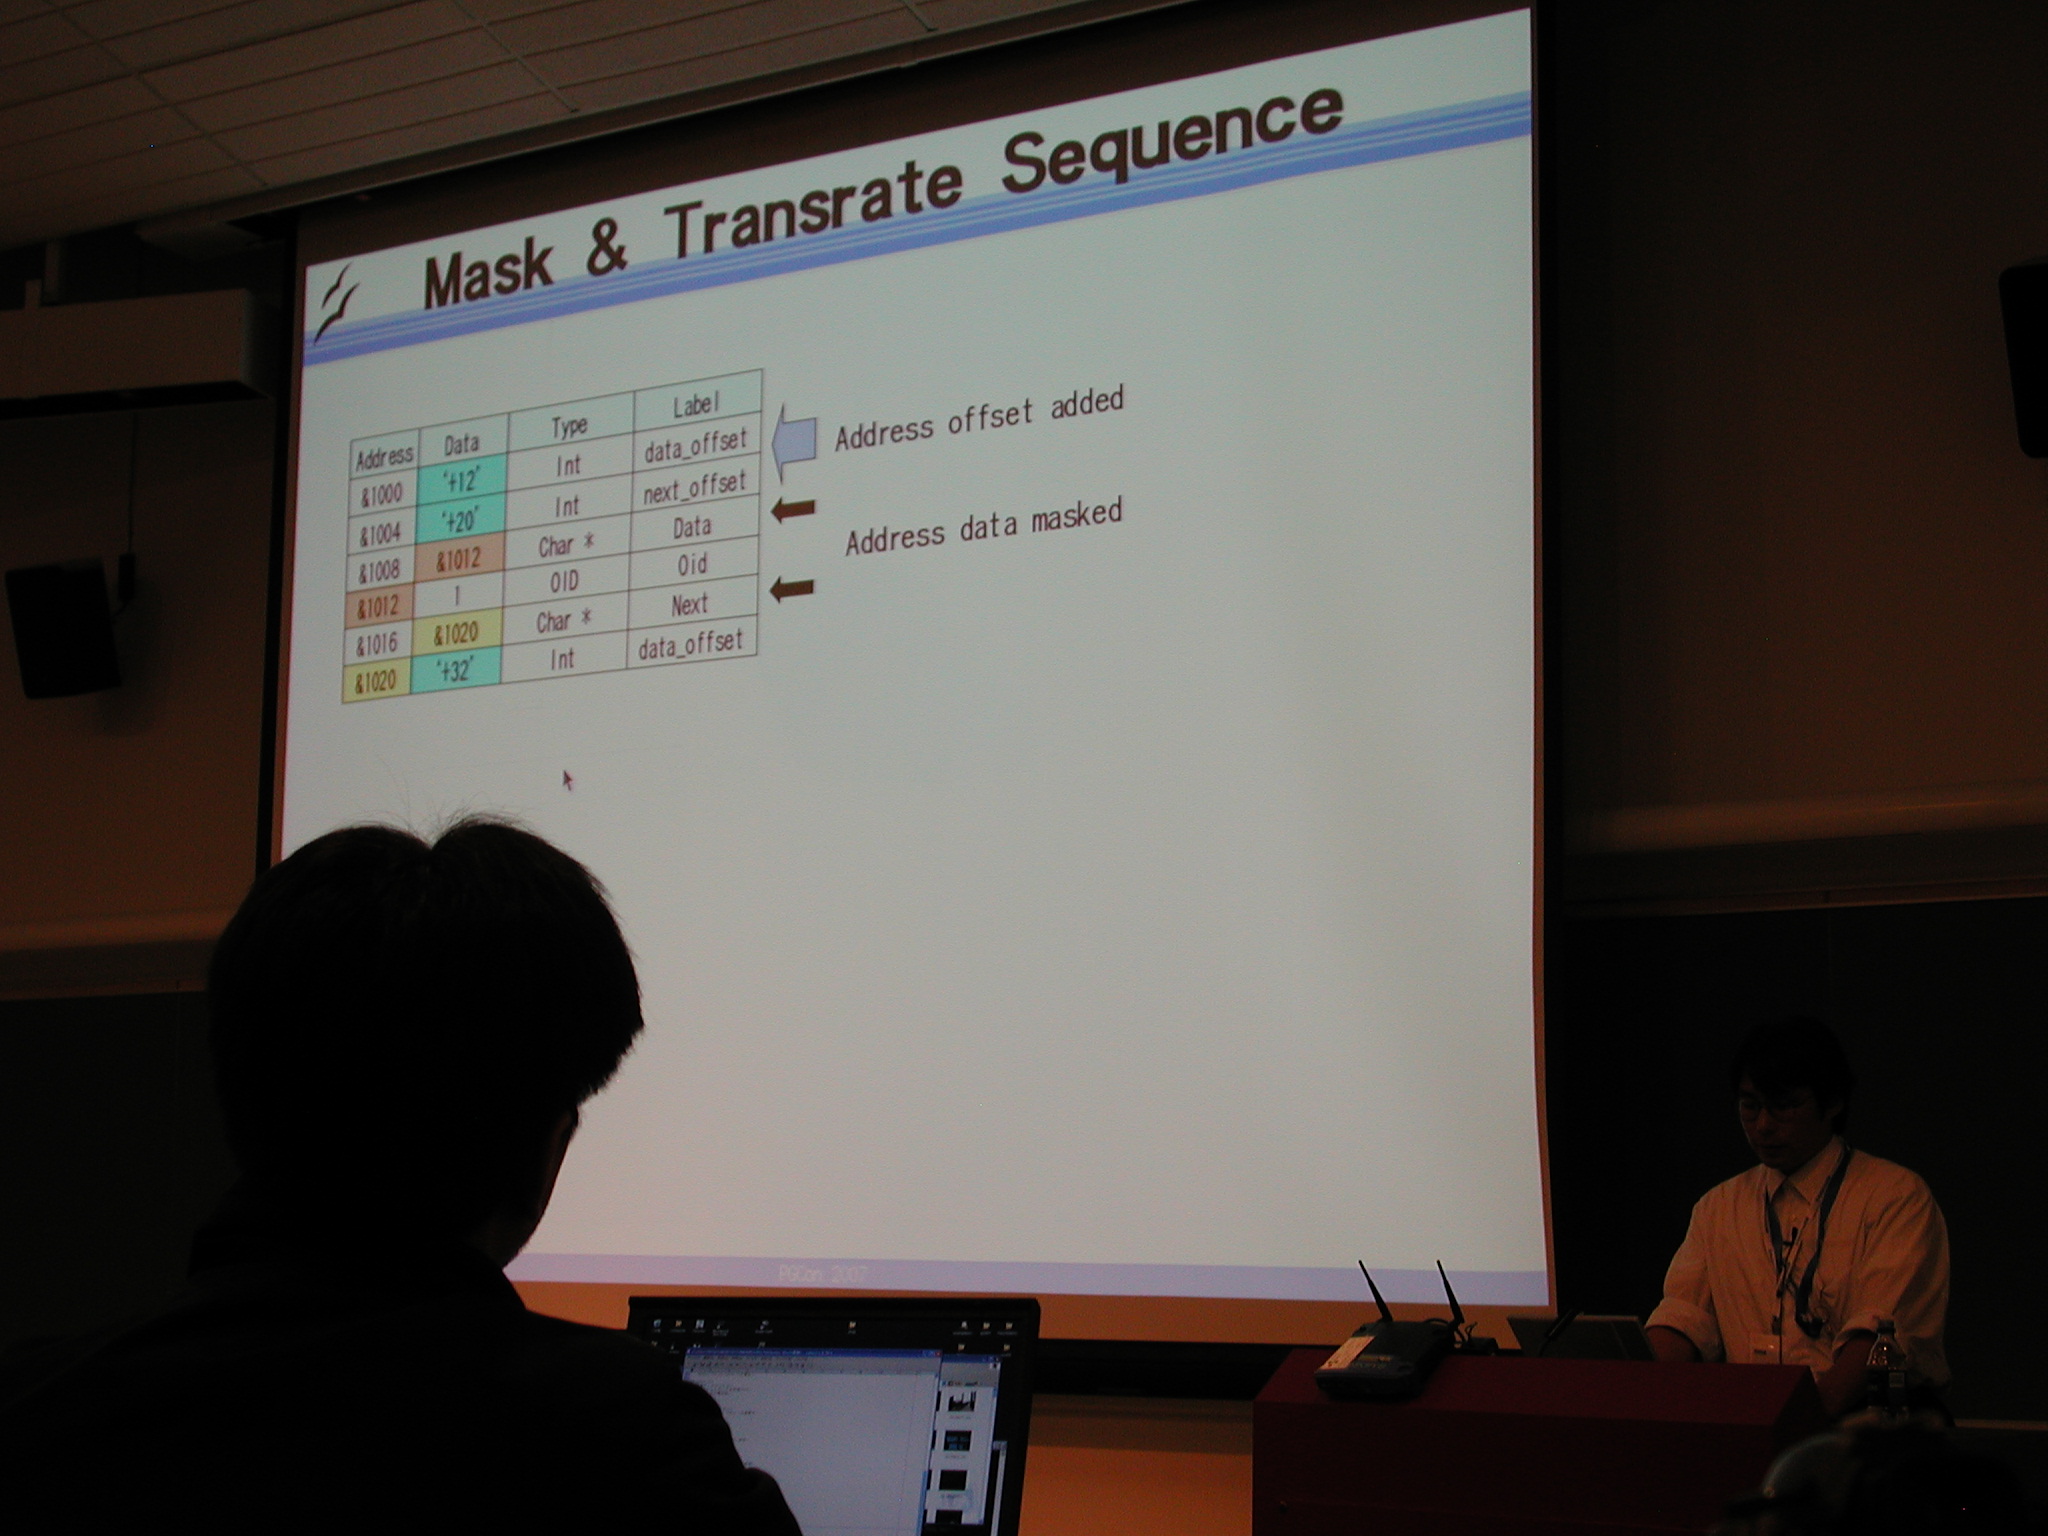 Mask & Transrate Sequence
Address Data Type Label
&1000 '+12' Int data_offset
&1004 '+20' Int next_offset
&1008 &1012 Char * Data
&1012 1 OID Oid
&1016 &1020 Char * Next
&1020 '+32' Int data_offset
Address offset added
Address data masked
PGCon 2007